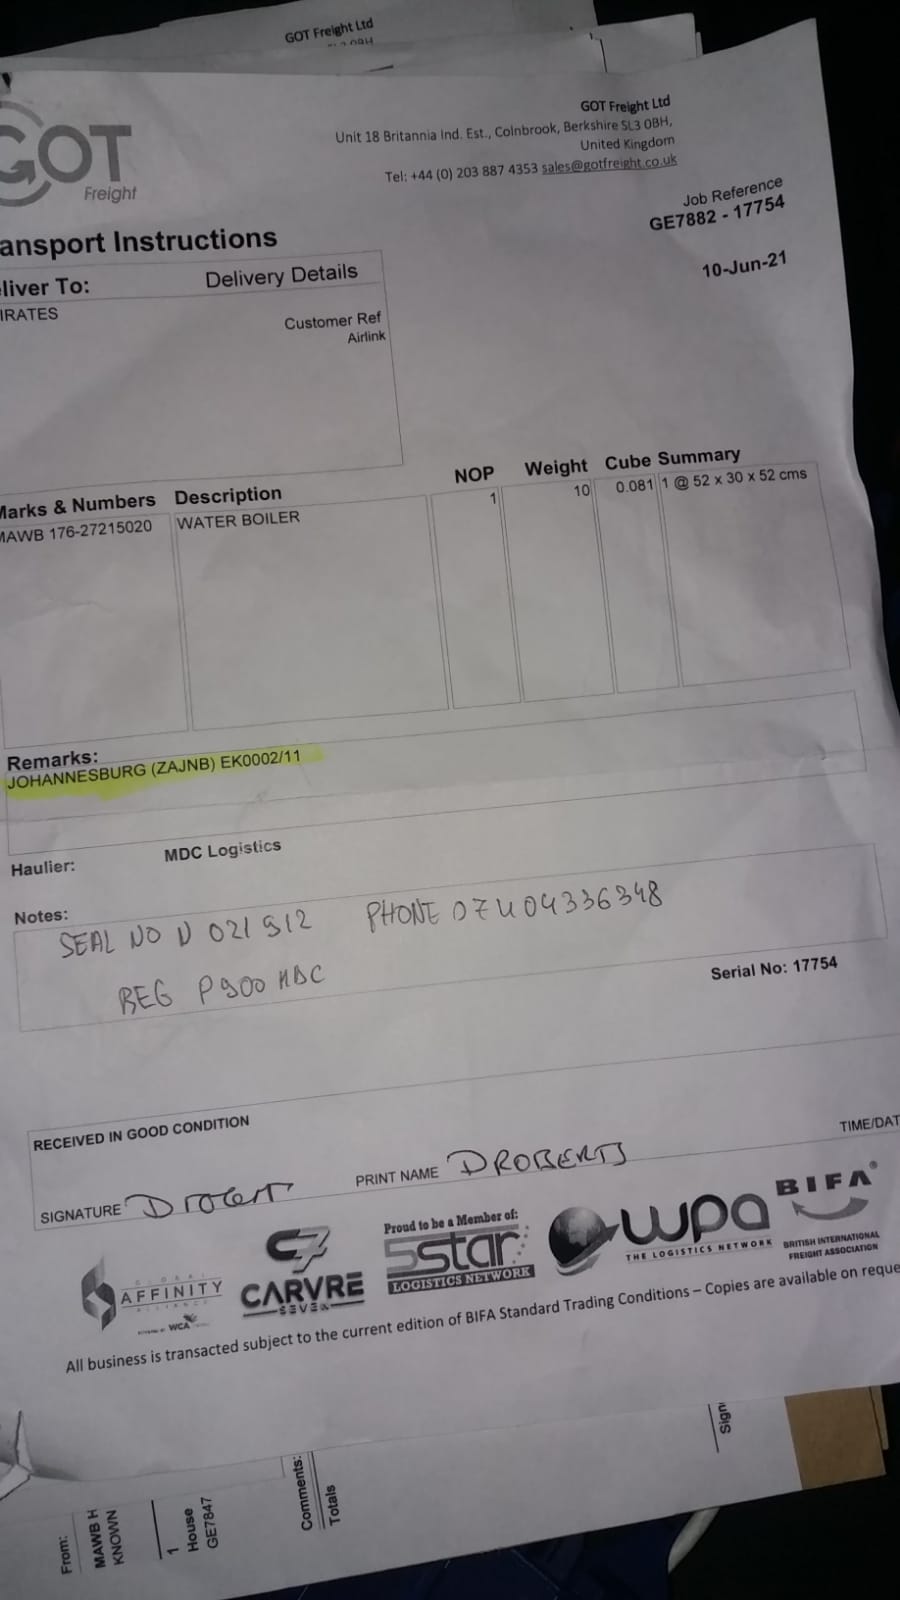 GOT Freight Ltd
GOT
Freight
GOT Freight Ltd
Unit 18 Britannia Ind. Est., Colnbrook, Berkshire SL3 0BH,
United Kingdom
Tel: +44 (0) 203 887 4353 sales@gotfreight.co.uk
Job Reference
GE7882 - 17754
10-Jun-21
ansport Instructions
liver To:
Delivery Details
IRATES
Customer Ref
Airlink
Marks & Numbers Description NOP Weight Cube Summary
MAWB 176-27215020 WATER BOILER 1 10 0.081 1 @ 52 x 30 x 52 cms
Remarks:
JOHANNESBURG (ZAJNB) EK0002/11
Haulier: MDC Logistics
Notes:
SEAL NO N 021912 PHONE 07404336348
REG P900 MDC
Serial No: 17754
RECEIVED IN GOOD CONDITION
TIME/DAT
SIGNATURE
PRINT NAME D ROBERTS
Proud to be a Member of:
GLOBAL
AFFINITY
ALLIANCE
WCA
C7
CARVRE
SEVEN
5star
LOGISTICS NETWORK
wpa
THE LOGISTICS NETWORK
BIFA
BRITISH INTERNATIONAL
FREIGHT ASSOCIATION
All business is transacted subject to the current edition of BIFA Standard Trading Conditions – Copies are available on reque
From:
MAWB H
KNOWN
1
House
GE7847
Comments:
Totals
Sign